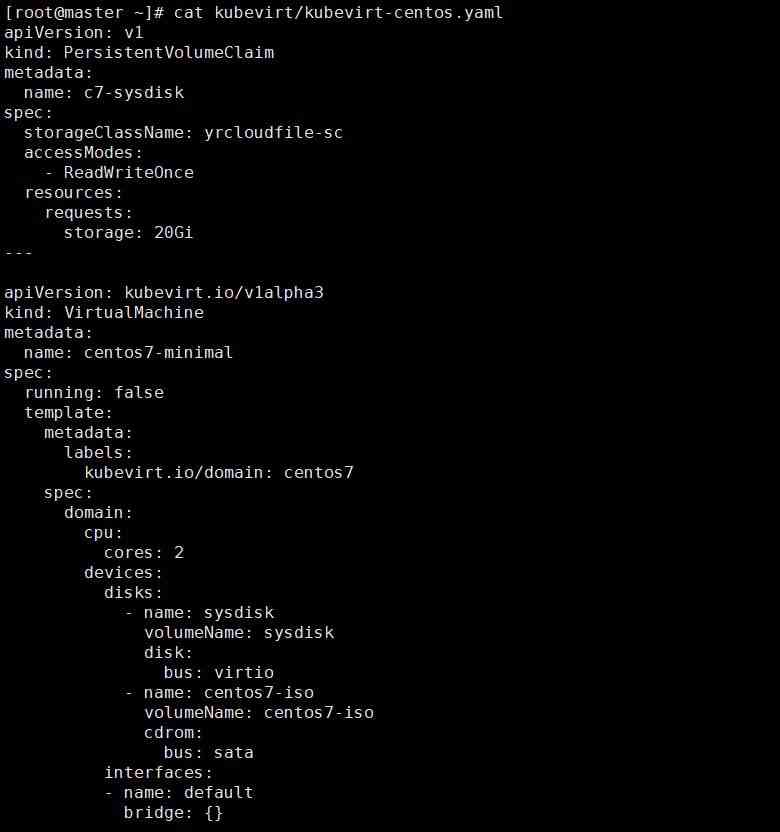 [root@master ~]# cat kubevirt/kubevirt-centos.yaml
apiVersion: v1
kind: PersistentVolumeClaim
metadata:
  name: c7-sysdisk
spec:
  storageClassName: yrcloudfile-sc
  accessModes:
    - ReadWriteOnce
  resources:
    requests:
      storage: 20Gi
---

apiVersion: kubevirt.io/v1alpha3
kind: VirtualMachine
metadata:
  name: centos7-minimal
spec:
  running: false
  template:
    metadata:
      labels:
        kubevirt.io/domain: centos7
    spec:
      domain:
        cpu:
          cores: 2
        devices:
          disks:
            - name: sysdisk
              volumeName: sysdisk
              disk:
                bus: virtio
            - name: centos7-iso
              volumeName: centos7-iso
              cdrom:
                bus: sata
          interfaces:
          - name: default
            bridge: {}